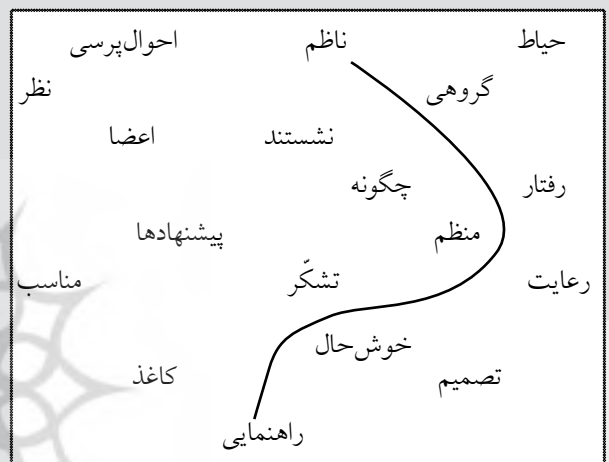 حیاط ناظم احوال‌پرسی
گروهی نظر
نشستند اعضا
رفتار چگونه
منظم پیشنهادها
رعایت تشکّر مناسب
خوش‌حال
تصمیم کاغذ
راهنمایی